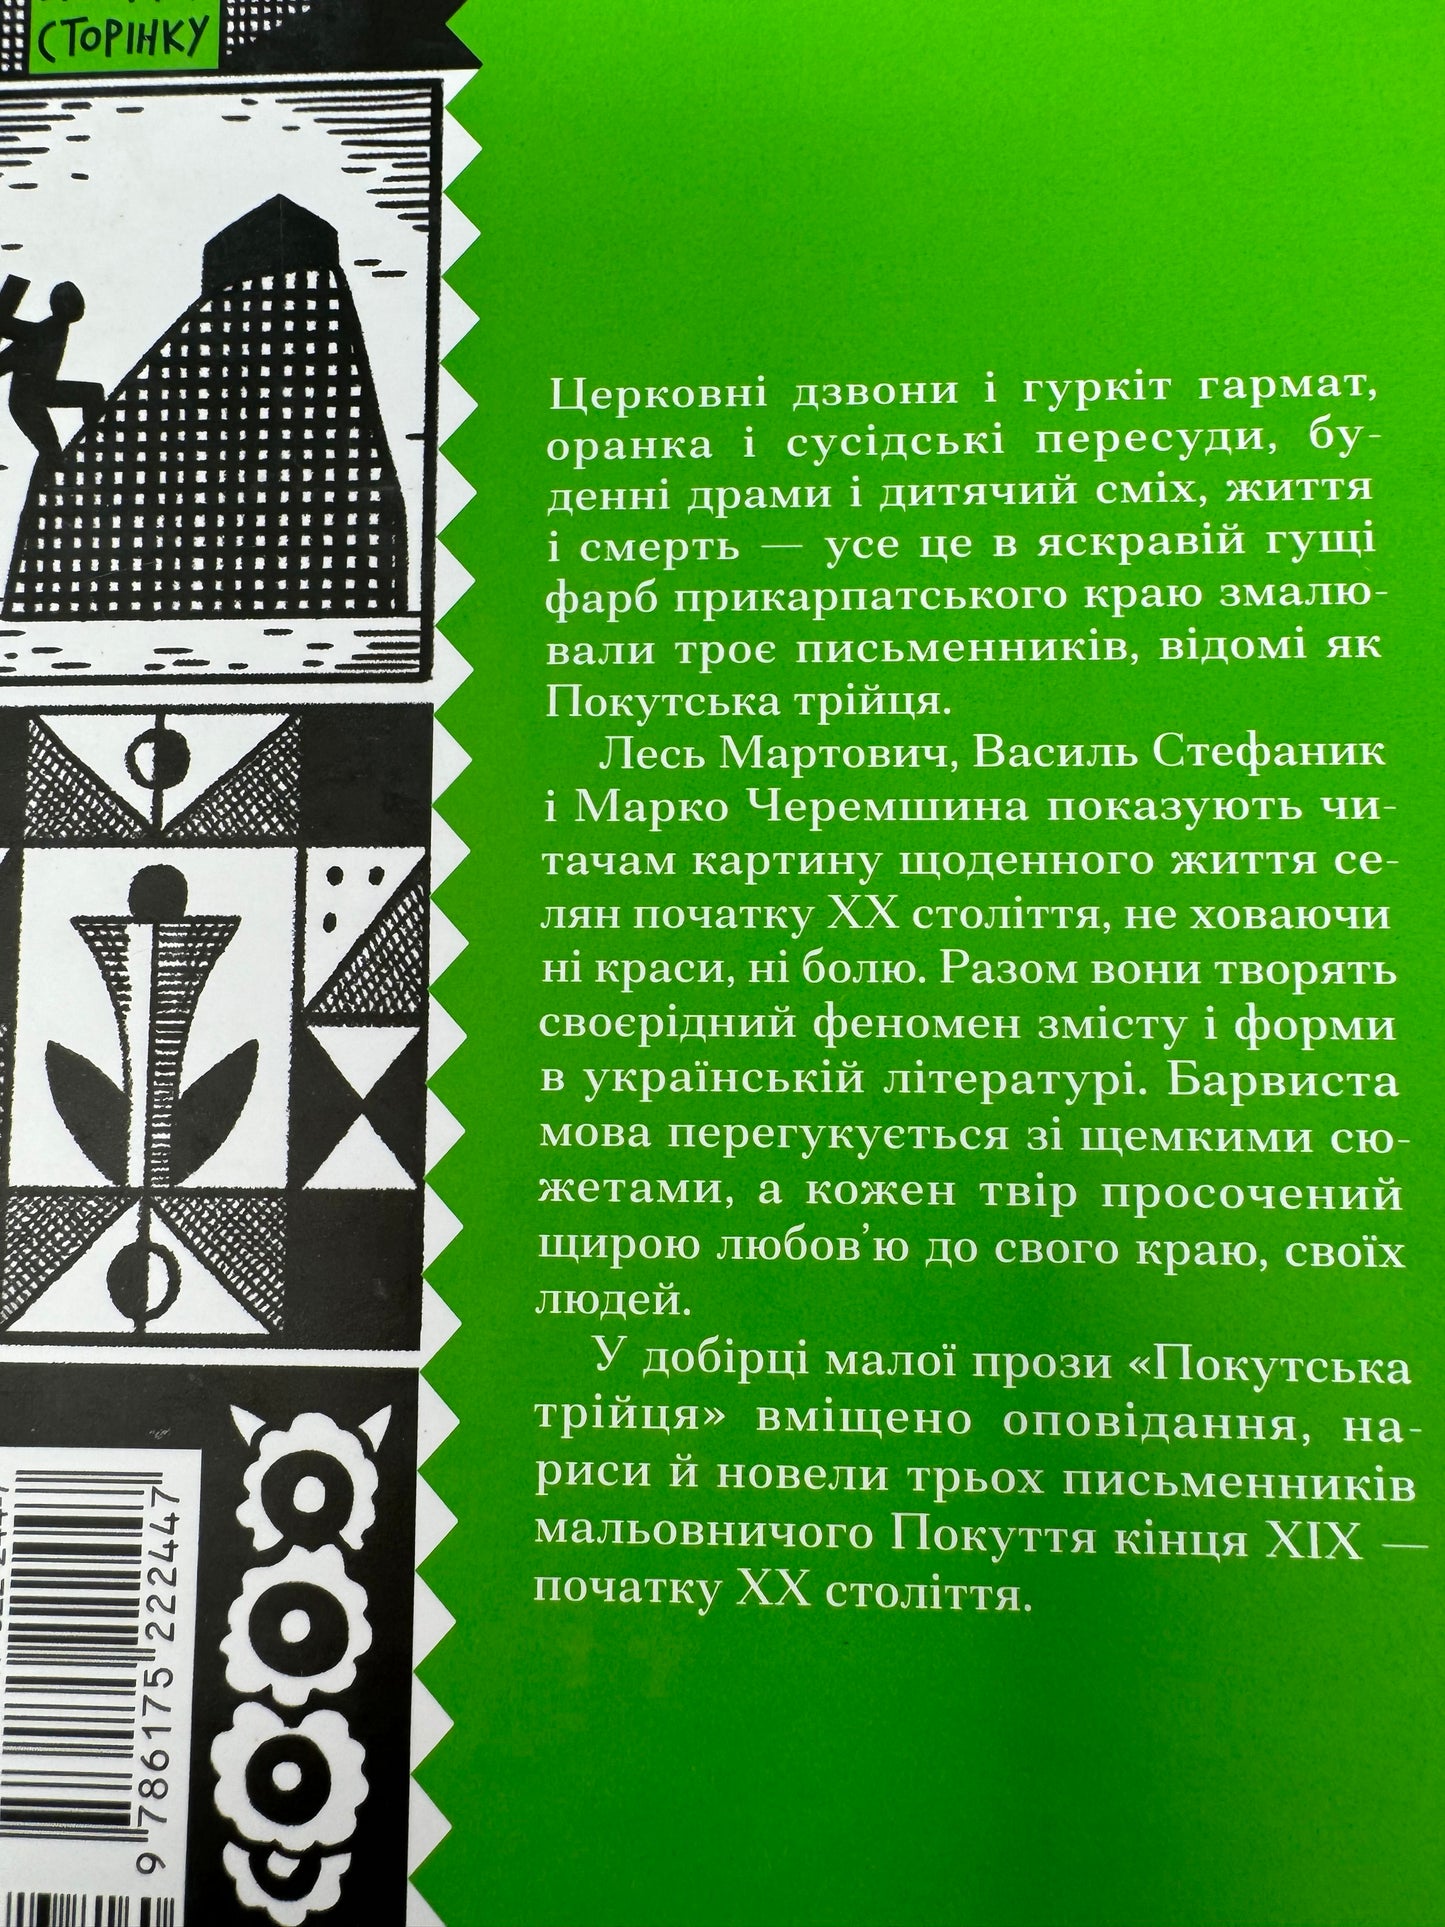 СТОРІНКУ
Церковні дзвони і гуркіт гармат,
оранка і сусідські пересуди, бу-
денні драми і дитячий сміх, життя
і смерть — усе це в яскравій гущі
фарб прикарпатського краю змалю-
вали троє письменників, відомі як
Покутська трійця.
Лесь Мартович, Василь Стефаник
і Марко Черемшина показують чи-
тачам картину щоденного життя се-
лян початку XX століття, не ховаючи
ні краси, ні болю. Разом вони творять
своєрідний феномен змісту і форми
в українській літературі. Барвиста
мова перегукується зі щемкими сю-
жетами, а кожен твір просочений
щирою любов’ю до свого краю, своїх
людей.
У добірці малої прози «Покутська
трійця» вміщено оповідання, на-
риси й новели трьох письменників
мальовничого Покуття кінця XIX —
початку XX століття.
9 786175 222447